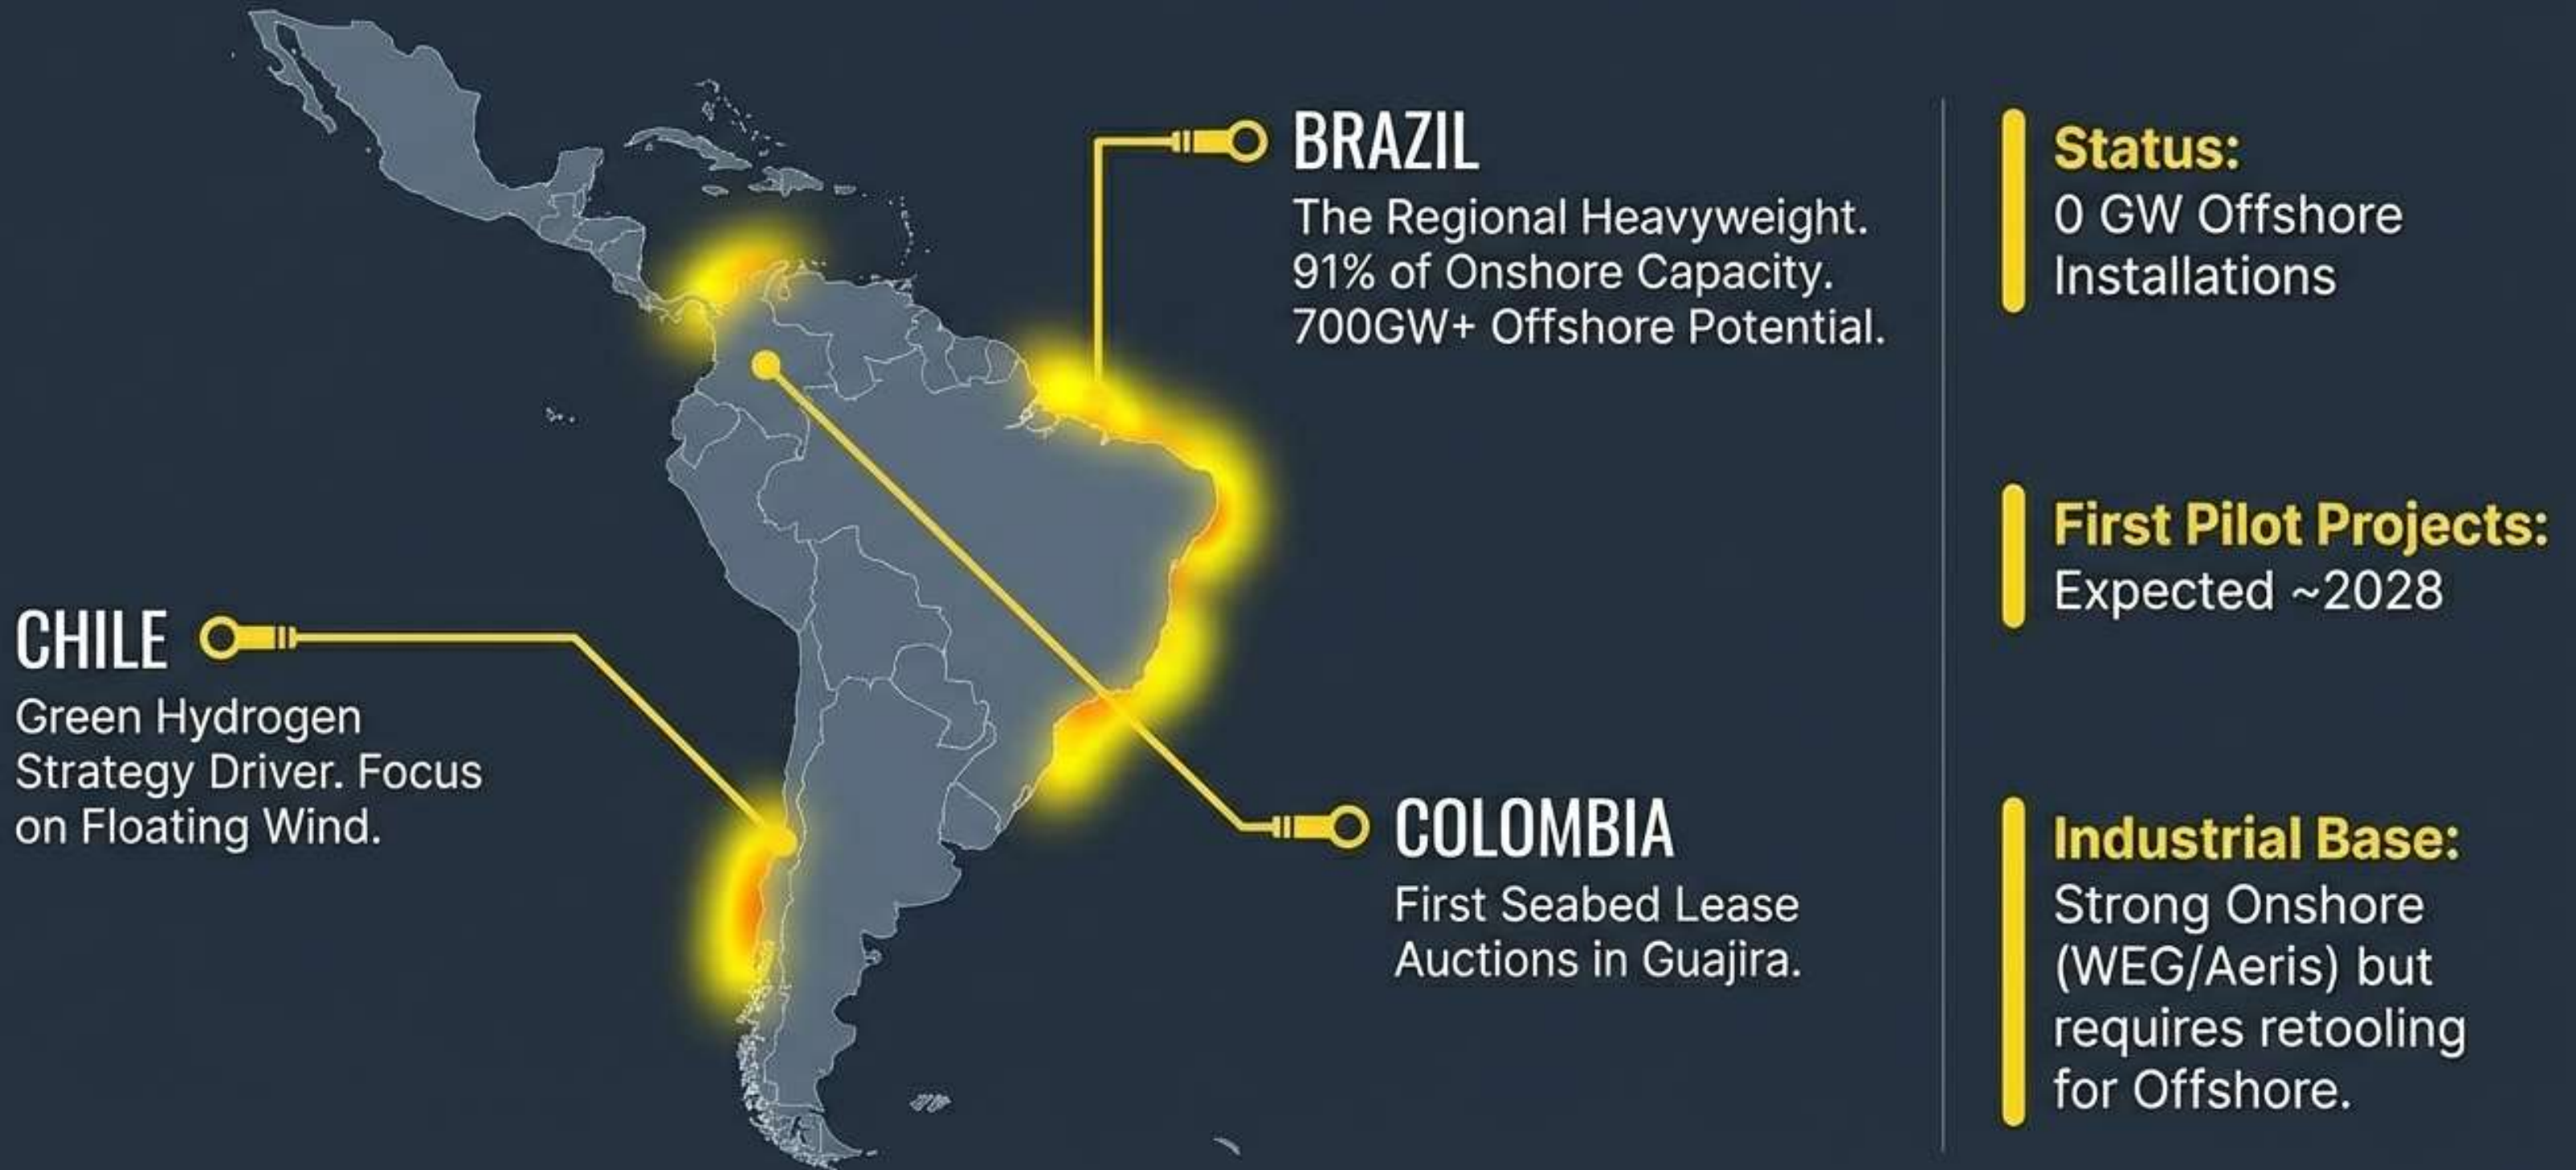 BRAZIL
The Regional Heavyweight.
91% of Onshore Capacity.
700GW+ Offshore Potential.
CHILE
Green Hydrogen
Strategy Driver. Focus
on Floating Wind.
COLOMBIA
First Seabed Lease
Auctions in Guajira.
Status:
0 GW Offshore
Installations
First Pilot Projects:
Expected ~2028
Industrial Base:
Strong Onshore
(WEG/Aeris) but
requires retooling
for Offshore.